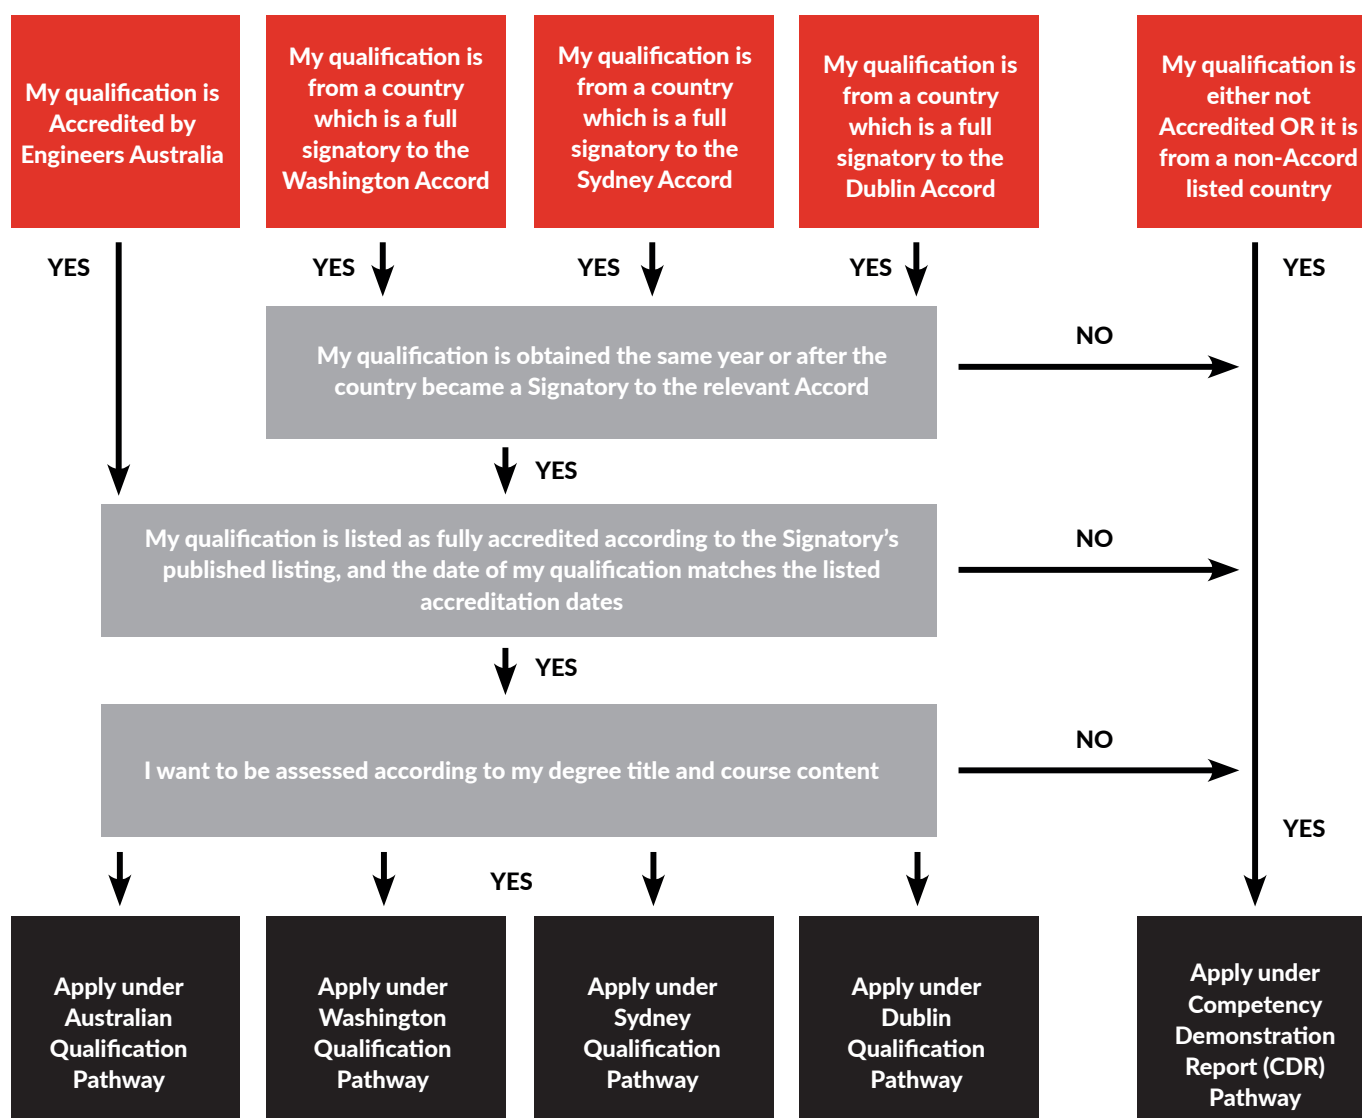 My qualification is
Accredited by
Engineers Australia
My qualification is
from a country
which is a full
signatory to the
Washington Accord
My qualification is
from a country
which is a full
signatory to the
Sydney Accord
My qualification is
from a country
which is a full
signatory to the
Dublin Accord
My qualification is
either not
Accredited OR it is
from a non-Accord
listed country
YES
YES
YES
YES
YES
My qualification is obtained the same year or after the
country became a Signatory to the relevant Accord
NO
YES
My qualification is listed as fully accredited according to the Signatory’s
published listing, and the date of my qualification matches the listed
accreditation dates
NO
YES
I want to be assessed according to my degree title and course content
NO
YES
YES
Apply under
Australian
Qualification
Pathway
Apply under
Washington
Qualification
Pathway
Apply under
Sydney
Qualification
Pathway
Apply under
Dublin
Qualification
Pathway
Apply under
Competency
Demonstration
Report (CDR)
Pathway